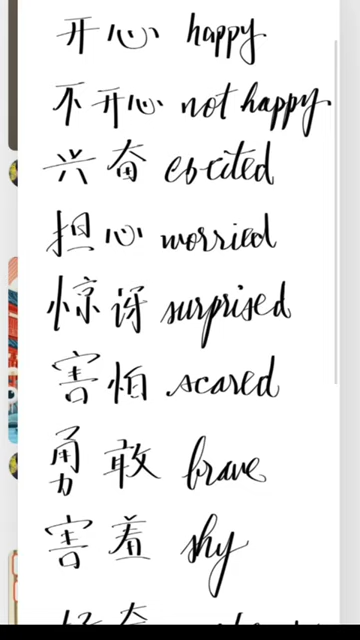 开心 happy
不开心 not happy
兴奋 excited
担心 worried
惊讶 surprised
害怕 scared
勇敢 brave
害羞 shy